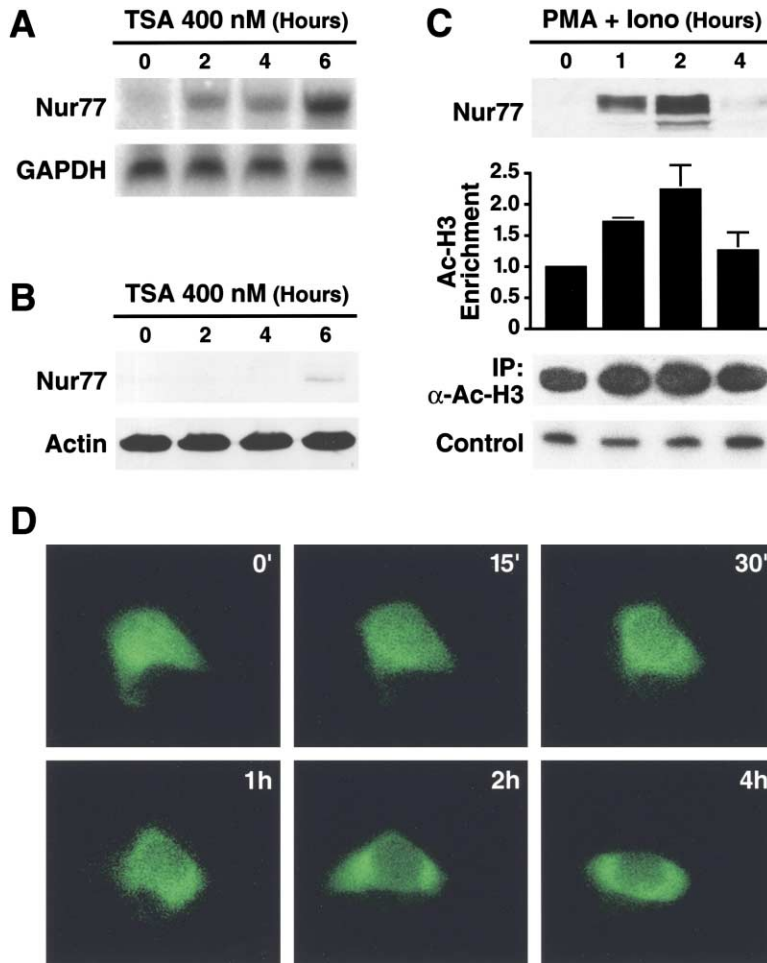 A
TSA 400 nM (Hours)
0 2 4 6
Nur77
GAPDH
B
TSA 400 nM (Hours)
0 2 4 6
Nur77
Actin
C
PMA + Iono (Hours)
0 1 2 4
Nur77
Ac-H3
Enrichment
2.5
2.0
1.5
1.0
0.5
0
IP:
α-Ac-H3
Control
D
0' 15' 30'
1h 2h 4h